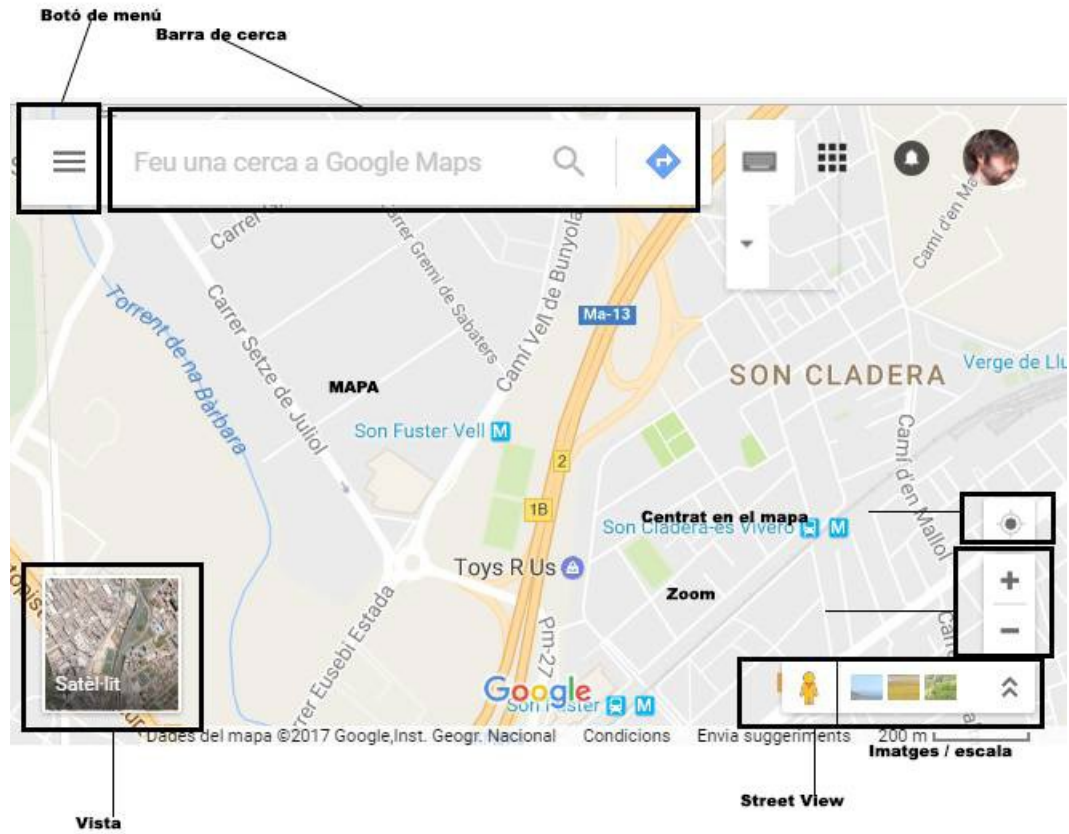 Botó de menú
Barra de cerca
Feu una cerca a Google Maps
Carrer
Carrer Gremi de Sabaters
Camí Vell de Bunyola
Camí d'en Ma
Torrent de na Bàrbara
Carrer Setze de Juliol
Ma-13
SON CLADERA
Verge de Llu
MAPA
Son Fuster Vell M
2
1B
Camí d'en Mallol
Centrat en el mapa
Son Cladera-es Vivero M
Toys R Us
Zoom
Carrer Eusebi Estada
Pm-27
Satèl·lit
Google
Son Fuster M
Dades del mapa ©2017 Google,Inst. Geogr. Nacional Condicions Envia suggeriments 200 m
Imatges / escala
Street View
Vista